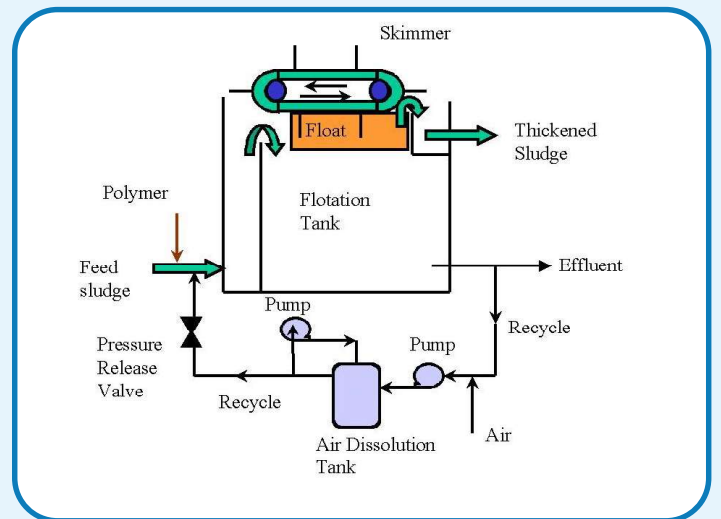 Skimmer
Float
Thickened
Sludge
Polymer
Flotation
Tank
Feed
sludge
Effluent
Pump
Recycle
Pressure
Release
Valve
Pump
Recycle
Air
Air Dissolution
Tank